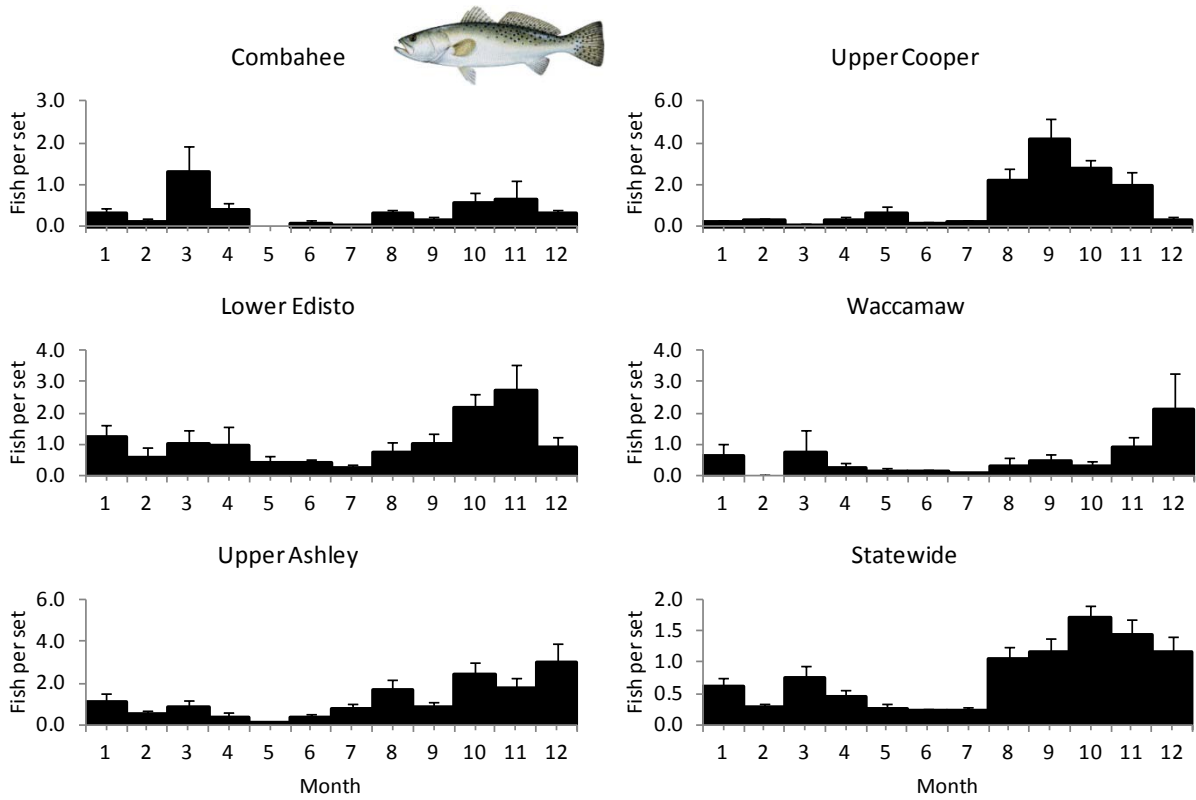 Combahee
Fish per set
3.0
2.0
1.0
0.0
1 2 3 4 5 6 7 8 9 10 11 12
Upper Cooper
Fish per set
6.0
4.0
2.0
0.0
1 2 3 4 5 6 7 8 9 10 11 12
Lower Edisto
Fish per set
4.0
3.0
2.0
1.0
0.0
1 2 3 4 5 6 7 8 9 10 11 12
Waccamaw
Fish per set
4.0
3.0
2.0
1.0
0.0
1 2 3 4 5 6 7 8 9 10 11 12
Upper Ashley
Fish per set
6.0
4.0
2.0
0.0
1 2 3 4 5 6 7 8 9 10 11 12
Month
Statewide
Fish per set
2.0
1.5
1.0
0.5
0.0
1 2 3 4 5 6 7 8 9 10 11 12
Month